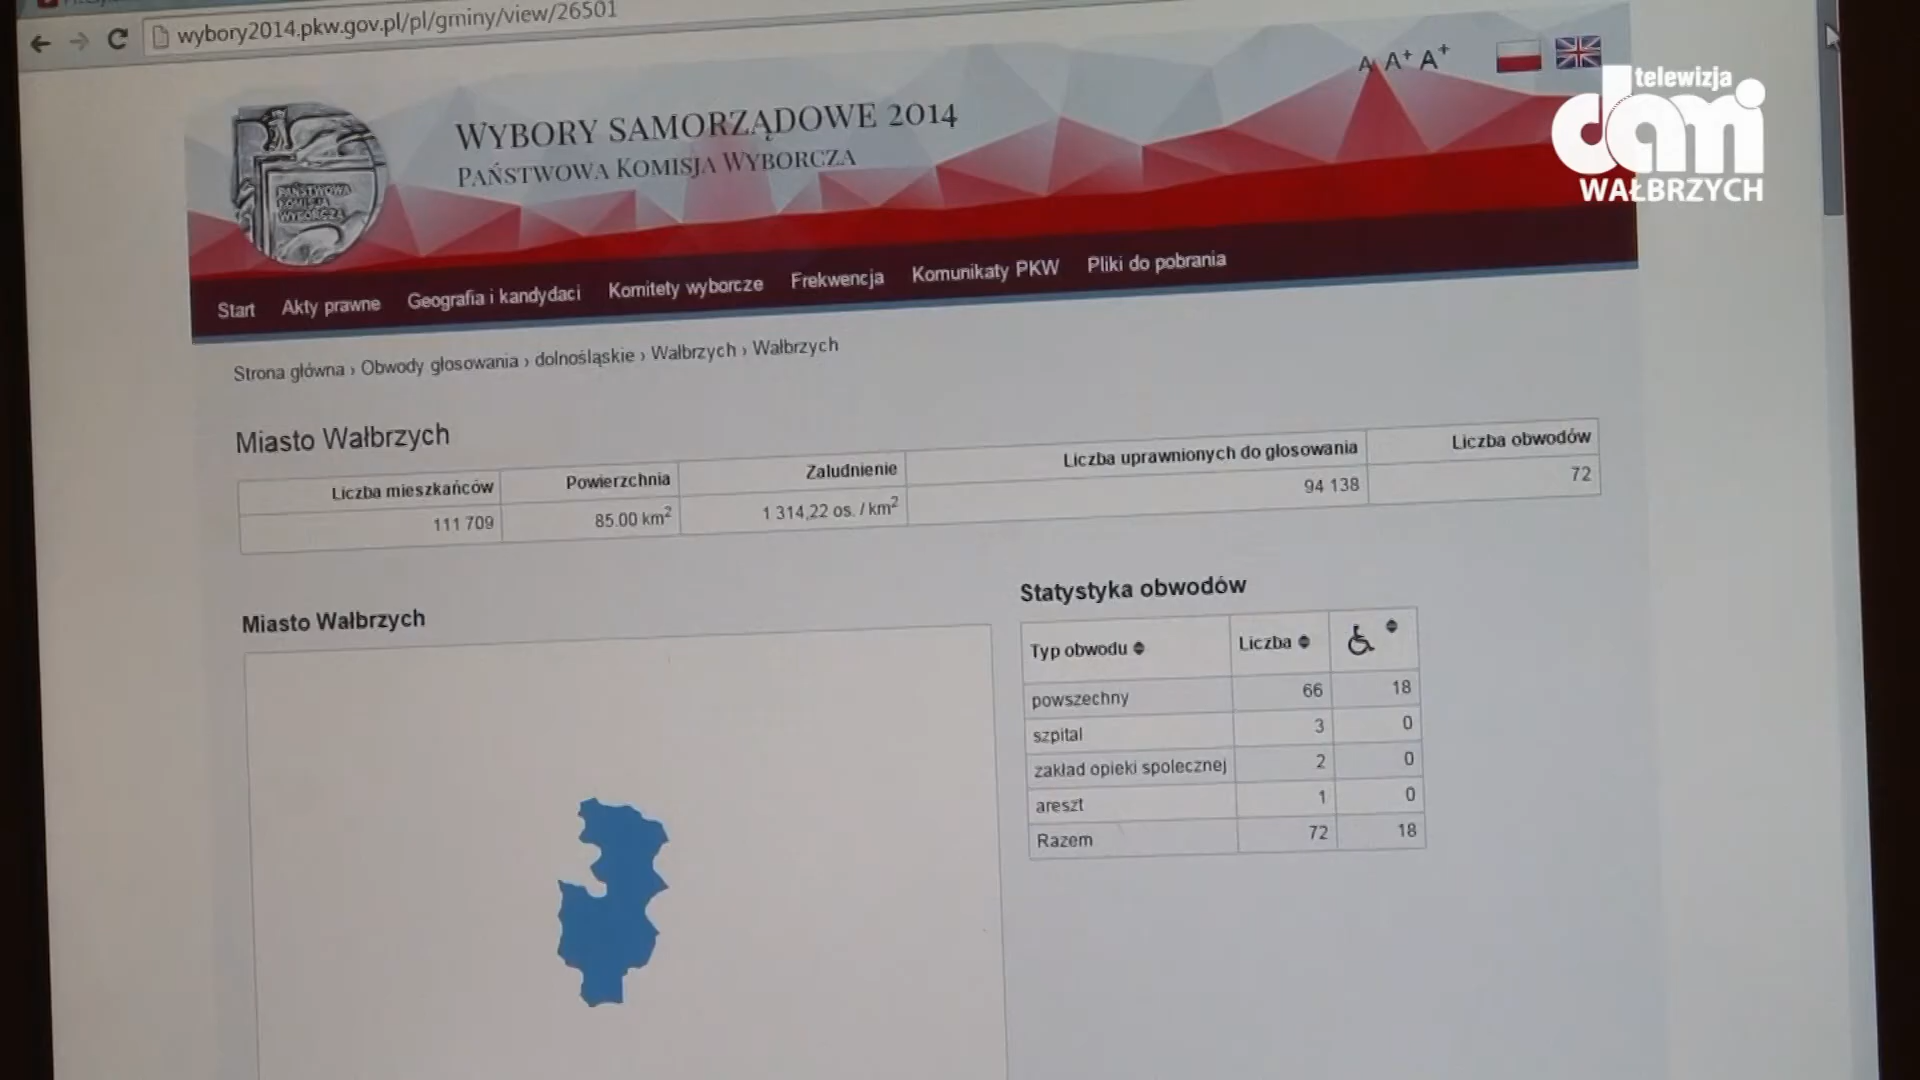 wybory2014.pkw.gov.pl/pl/gminy/view/26501
A A+ A+
telewizja
dami
WAŁBRZYCH
WYBORY SAMORZĄDOWE 2014
PAŃSTWOWA KOMISJA WYBORCZA
PAŃSTWOWA
KOMISJA
WYBORCZA
Start Akty prawne Geografia i kandydaci Komitety wyborcze Frekwencja Komunikaty PKW Pliki do pobrania
Strona główna › Obwody głosowania › dolnośląskie › Wałbrzych › Wałbrzych
Miasto Wałbrzych
Liczba mieszkańców Powierzchnia Zaludnienie Liczba uprawnionych do głosowania Liczba obwodów
111 709 85.00 km² 1 314,22 os. / km² 94 138 72
Miasto Wałbrzych
Statystyka obwodów
Typ obwodu Liczba
powszechny 66 18
szpital 3 0
zakład opieki społecznej 2 0
areszt 1 0
Razem 72 18